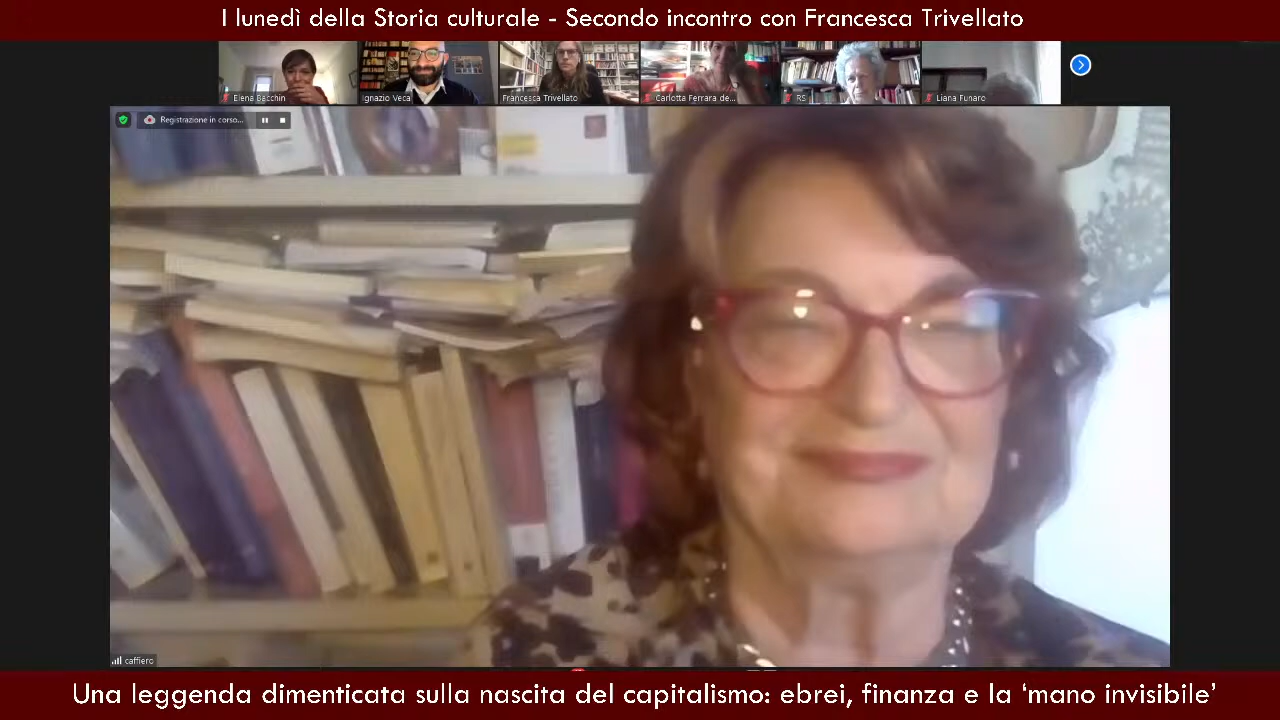 I lunedì della Storia culturale - Secondo incontro con Francesca Trivellato
Elena Bacchin
Ignazio Veca
Francesca Trivellato
Carlotta Ferrara de...
RS
Liana Funaro
Registrazione in corso...
caffiero
Una leggenda dimenticata sulla nascita del capitalismo: ebrei, finanza e la ‘mano invisibile’